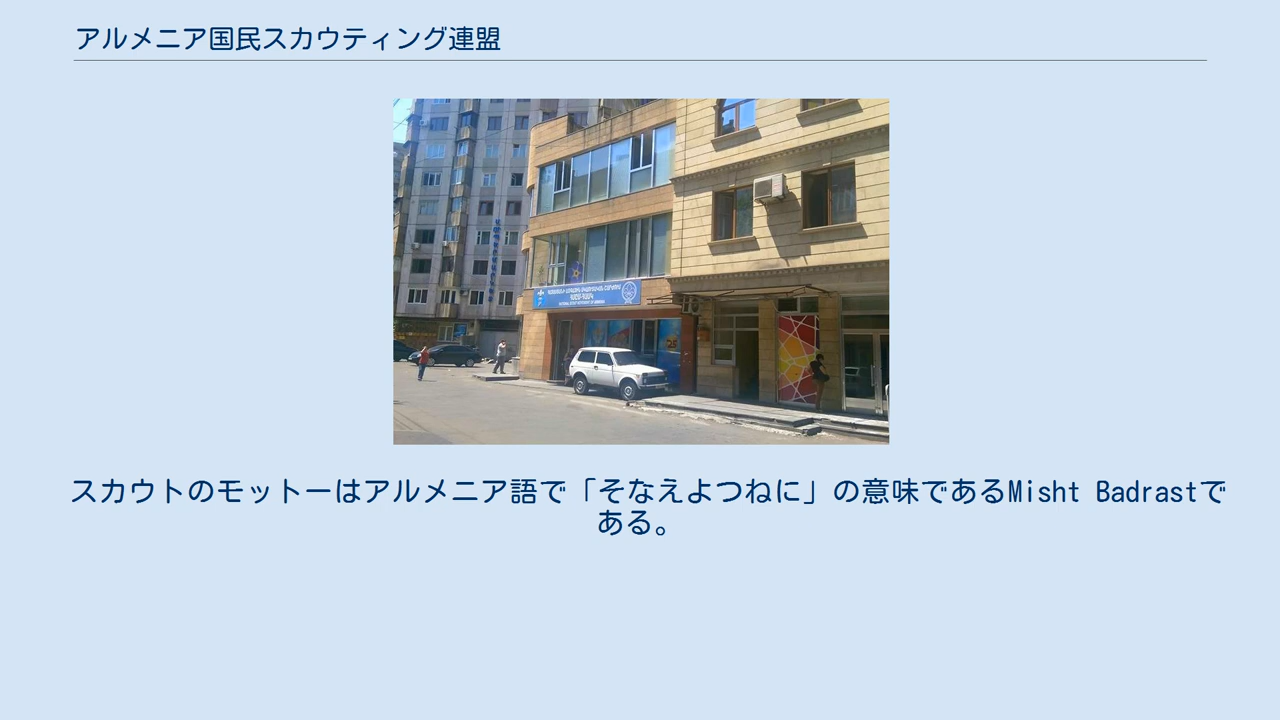 アルメニア国民スカウティング連盟
スカウトのモットーはアルメニア語で「そなえよつねに」の意味であるMisht Badrastで
ある。